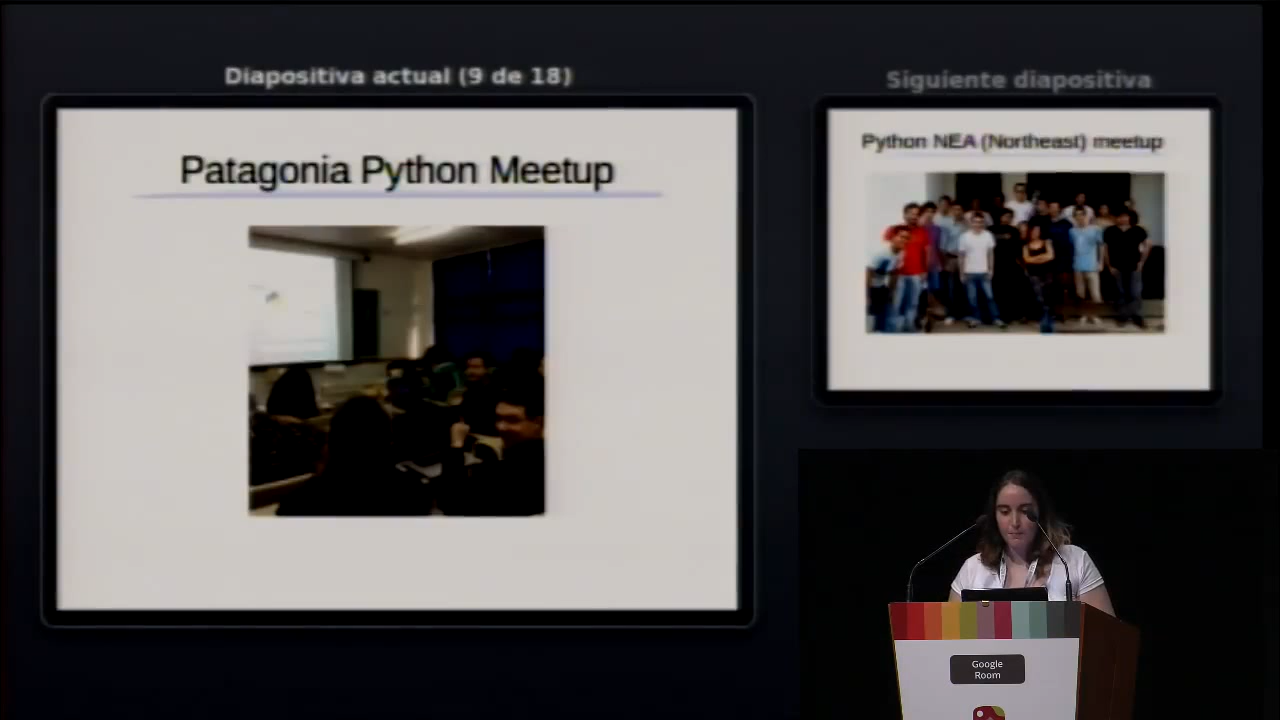 Diapositiva actual (9 de 18)
Siguiente diapositiva
Patagonia Python Meetup
Python NEA (Northeast) meetup
Google
Room